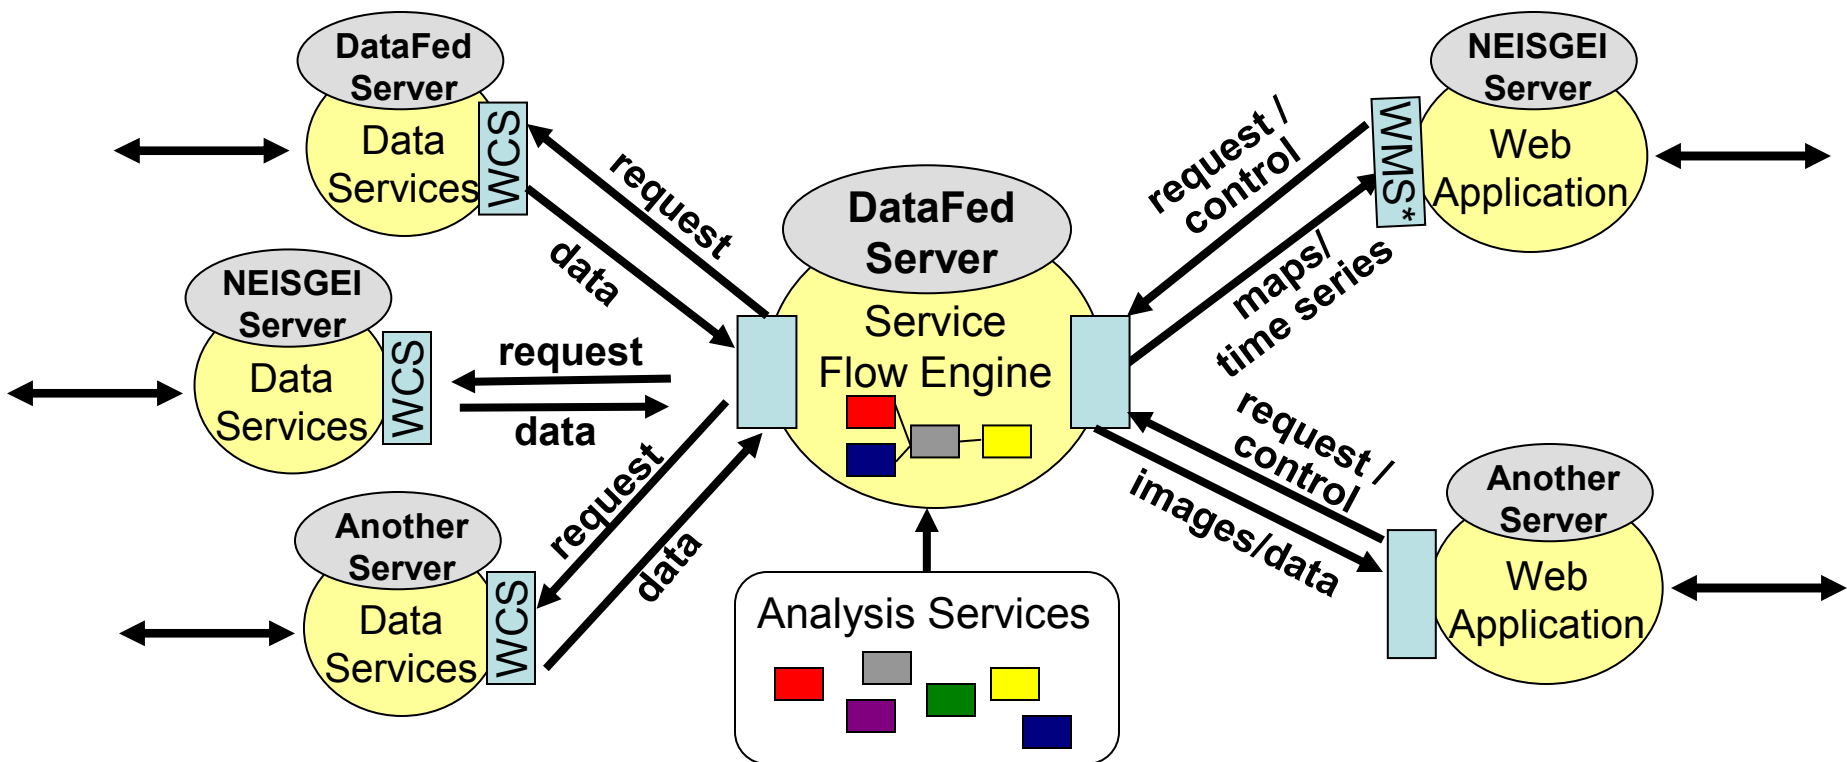 DataFed
Server
Data
Services
WCS
request
data
NEISGEI
Server
Data
Services
WCS
request
data
Another
Server
Data
Services
WCS
request
data
DataFed
Server
Service
Flow Engine
Analysis Services
request /
control
maps/
time series
WMS*
NEISGEI
Server
Web
Application
request /
control
images/data
Another
Server
Web
Application